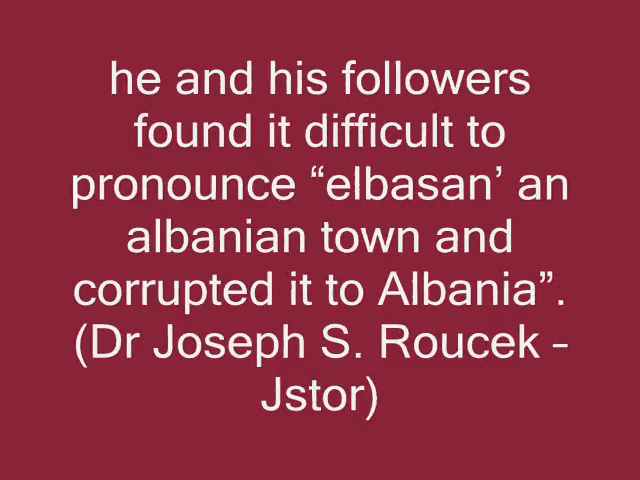 he and his followers
found it difficult to
pronounce “elbasan’ an
albanian town and
corrupted it to Albania”.
(Dr Joseph S. Roucek –
Jstor)